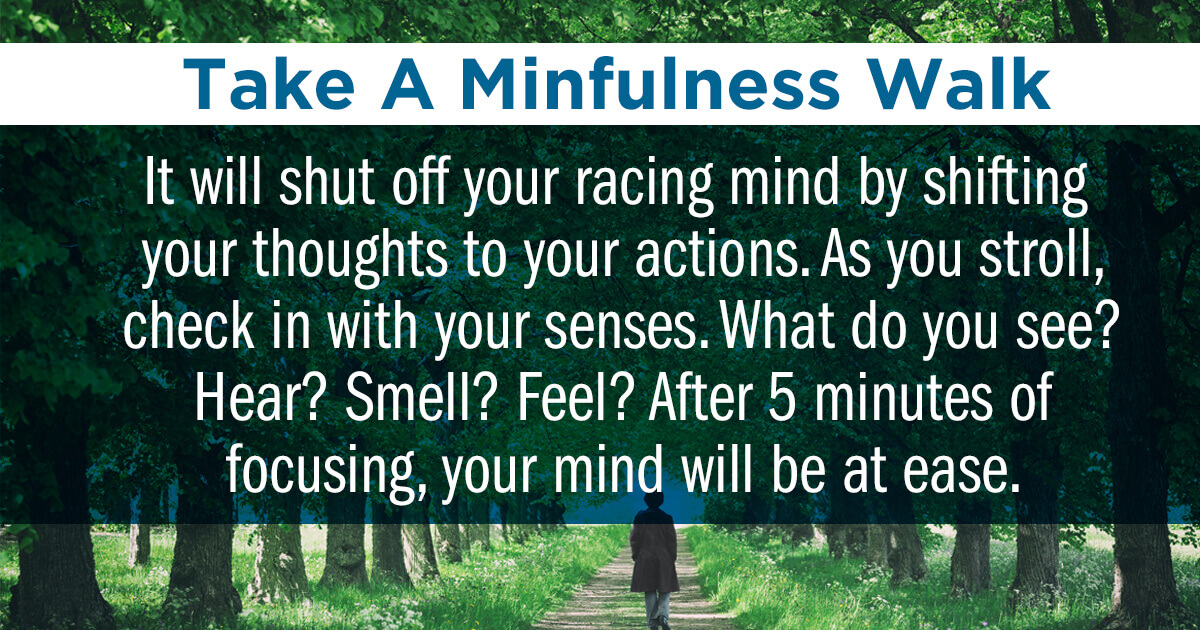 Take A Minfulness Walk
It will shut off your racing mind by shifting
your thoughts to your actions. As you stroll,
check in with your senses. What do you see?
Hear? Smell? Feel? After 5 minutes of
focusing, your mind will be at ease.